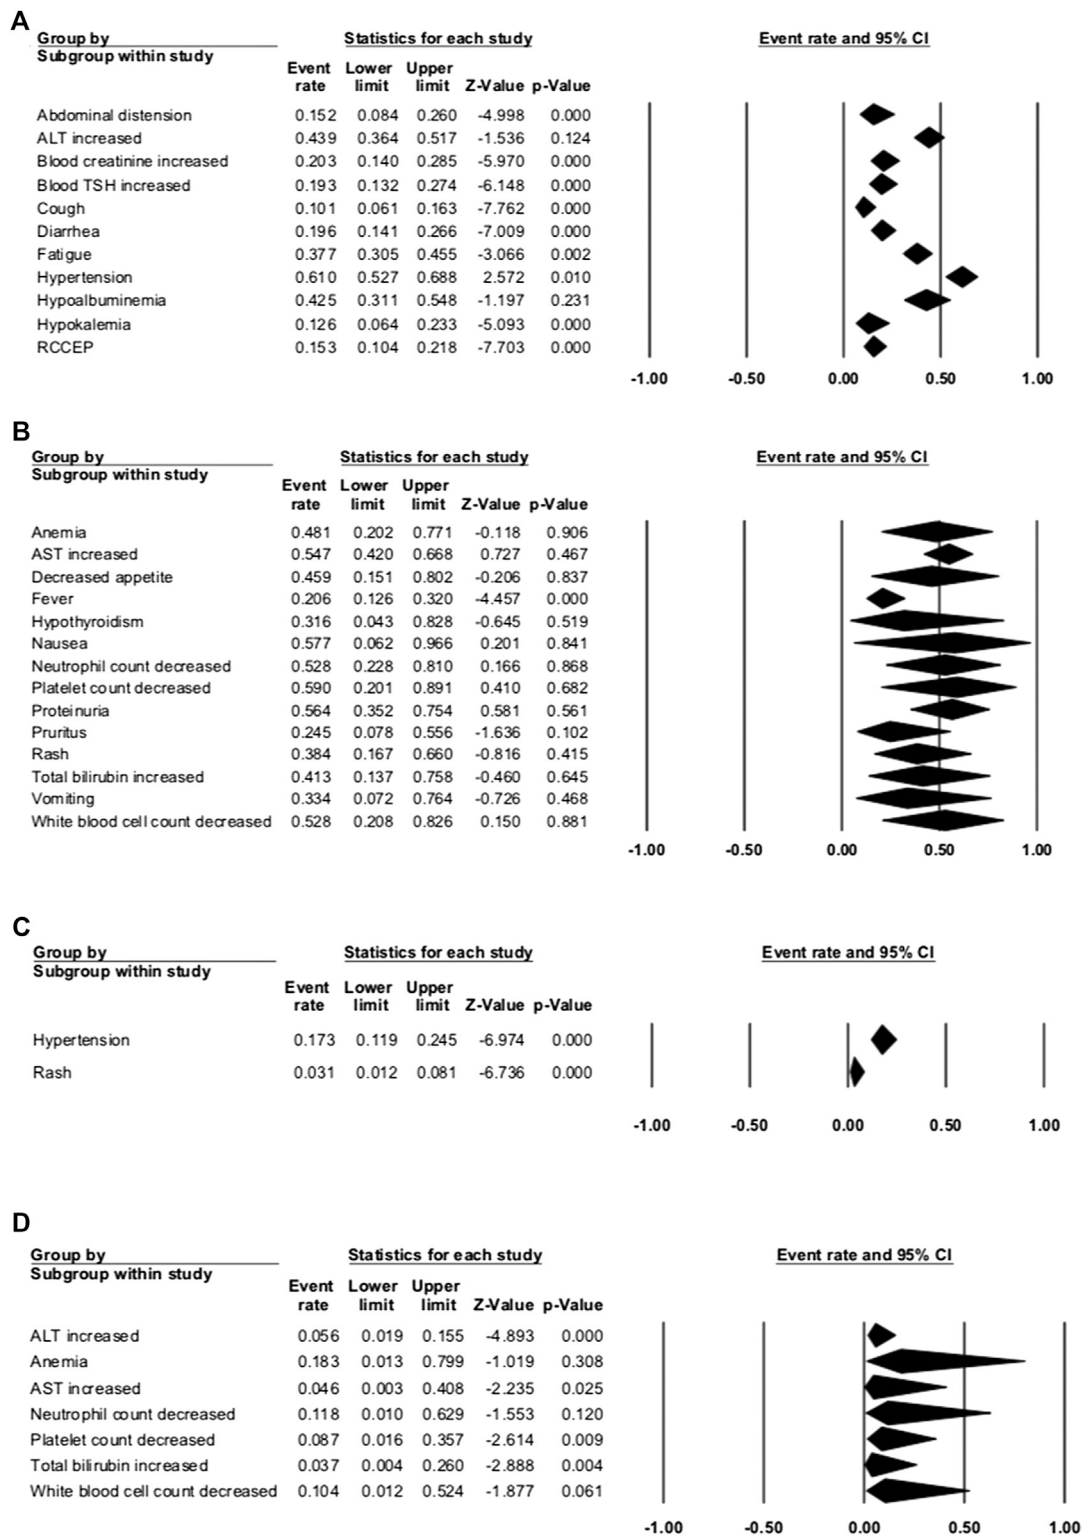 A
Group by Statistics for each study Event rate and 95% CI
Subgroup within study
Event Lower Upper
rate limit limit Z-Value p-Value
Abdominal distension 0.152 0.084 0.260 -4.998 0.000
ALT increased 0.439 0.364 0.517 -1.536 0.124
Blood creatinine increased 0.203 0.140 0.285 -5.970 0.000
Blood TSH increased 0.193 0.132 0.274 -6.148 0.000
Cough 0.101 0.061 0.163 -7.762 0.000
Diarrhea 0.196 0.141 0.266 -7.009 0.000
Fatigue 0.377 0.305 0.455 -3.066 0.002
Hypertension 0.610 0.527 0.688 2.572 0.010
Hypoalbuminemia 0.425 0.311 0.548 -1.197 0.231
Hypokalemia 0.126 0.064 0.233 -5.093 0.000
RCCEP 0.153 0.104 0.218 -7.703 0.000
-1.00 -0.50 0.00 0.50 1.00
B
Group by Statistics for each study Event rate and 95% CI
Subgroup within study
Event Lower Upper
rate limit limit Z-Value p-Value
Anemia 0.481 0.202 0.771 -0.118 0.906
AST increased 0.547 0.420 0.668 0.727 0.467
Decreased appetite 0.459 0.151 0.802 -0.206 0.837
Fever 0.206 0.126 0.320 -4.457 0.000
Hypothyroidism 0.316 0.043 0.828 -0.645 0.519
Nausea 0.577 0.062 0.966 0.201 0.841
Neutrophil count decreased 0.528 0.228 0.810 0.166 0.868
Platelet count decreased 0.590 0.201 0.891 0.410 0.682
Proteinuria 0.564 0.352 0.754 0.581 0.561
Pruritus 0.245 0.078 0.556 -1.636 0.102
Rash 0.384 0.167 0.660 -0.816 0.415
Total bilirubin increased 0.413 0.137 0.758 -0.460 0.645
Vomiting 0.334 0.072 0.764 -0.726 0.468
White blood cell count decreased 0.528 0.208 0.826 0.150 0.881
-1.00 -0.50 0.00 0.50 1.00
C
Group by Statistics for each study Event rate and 95% CI
Subgroup within study
Event Lower Upper
rate limit limit Z-Value p-Value
Hypertension 0.173 0.119 0.245 -6.974 0.000
Rash 0.031 0.012 0.081 -6.736 0.000
-1.00 -0.50 0.00 0.50 1.00
D
Group by Statistics for each study Event rate and 95% CI
Subgroup within study
Event Lower Upper
rate limit limit Z-Value p-Value
ALT increased 0.056 0.019 0.155 -4.893 0.000
Anemia 0.183 0.013 0.799 -1.019 0.308
AST increased 0.046 0.003 0.408 -2.235 0.025
Neutrophil count decreased 0.118 0.010 0.629 -1.553 0.120
Platelet count decreased 0.087 0.016 0.357 -2.614 0.009
Total bilirubin increased 0.037 0.004 0.260 -2.888 0.004
White blood cell count decreased 0.104 0.012 0.524 -1.877 0.061
-1.00 -0.50 0.00 0.50 1.00